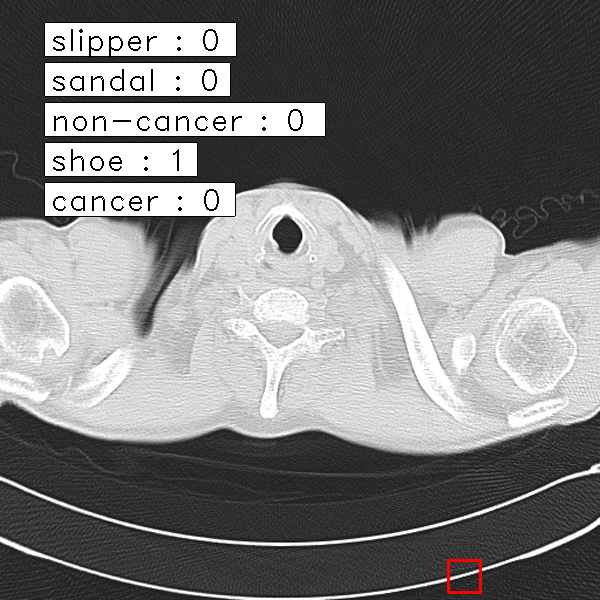 slipper : 0
sandal : 0
non-cancer : 0
shoe : 1
cancer : 0